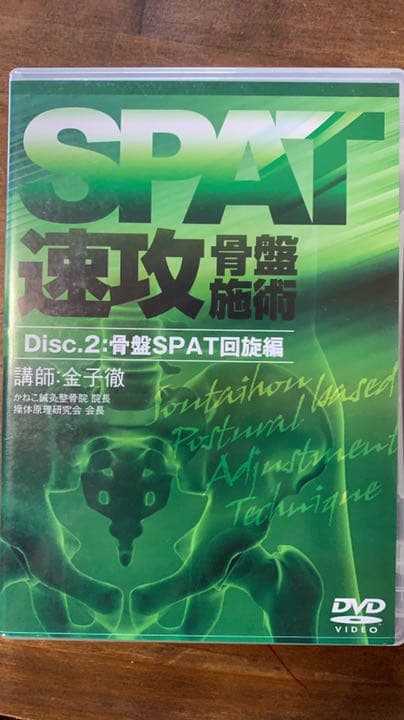 SPAT
速攻骨盤施術
Disc.2:骨盤SPAT回旋編
講師:金子徹
かねこ鍼灸整骨院 院長
操体原理研究会 会長
Postural based
Adjustment
Technique
DVD
VIDEO